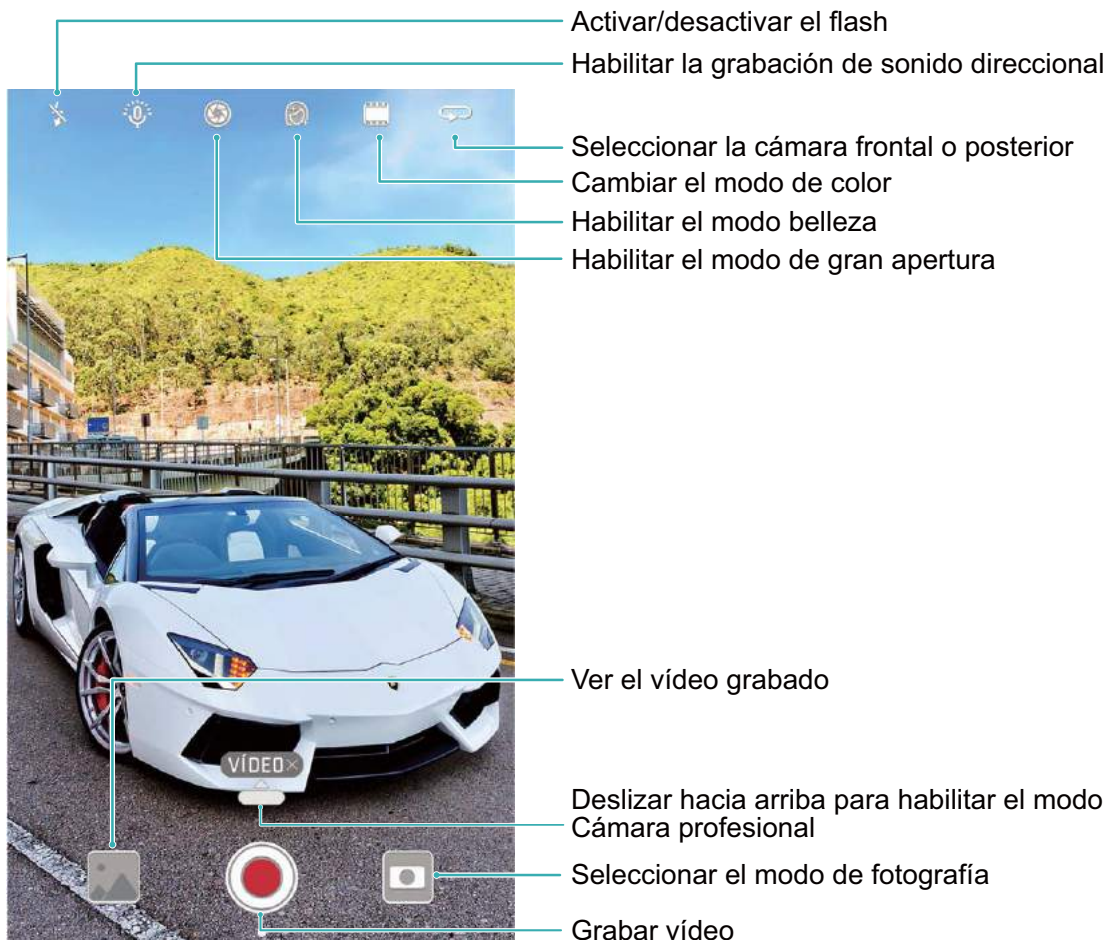 Activar/desactivar el flash
Habilitar la grabación de sonido direccional
Seleccionar la cámara frontal o posterior
Cambiar el modo de color
Habilitar el modo belleza
Habilitar el modo de gran apertura
Ver el vídeo grabado
VÍDEO×
Deslizar hacia arriba para habilitar el modo
Cámara profesional
Seleccionar el modo de fotografía
Grabar vídeo